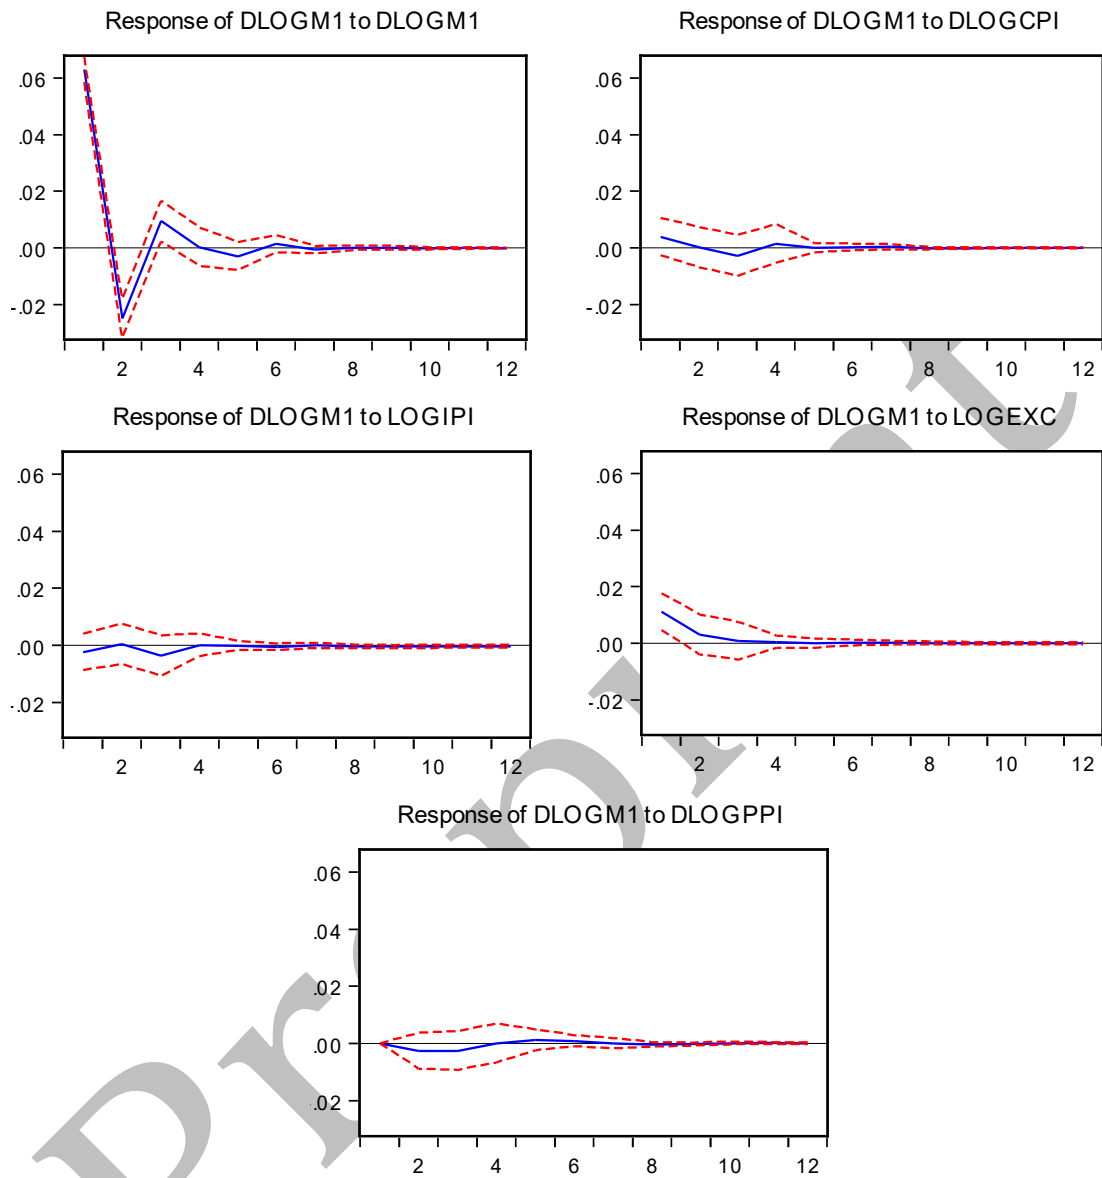 Response of DLOGM1 to DLOGM1
.06
.04
.02
.00
-.02
2 4 6 8 10 12
Response of DLOGM1 to DLOGCPI
.06
.04
.02
.00
-.02
2 4 6 8 10 12
Response of DLOGM1 to LOGIPI
.06
.04
.02
.00
-.02
2 4 6 8 10 12
Response of DLOGM1 to LOGEXC
.06
.04
.02
.00
-.02
2 4 6 8 10 12
Response of DLOGM1 to DLOGPPI
.06
.04
.02
.00
.02
2 4 6 8 10 12